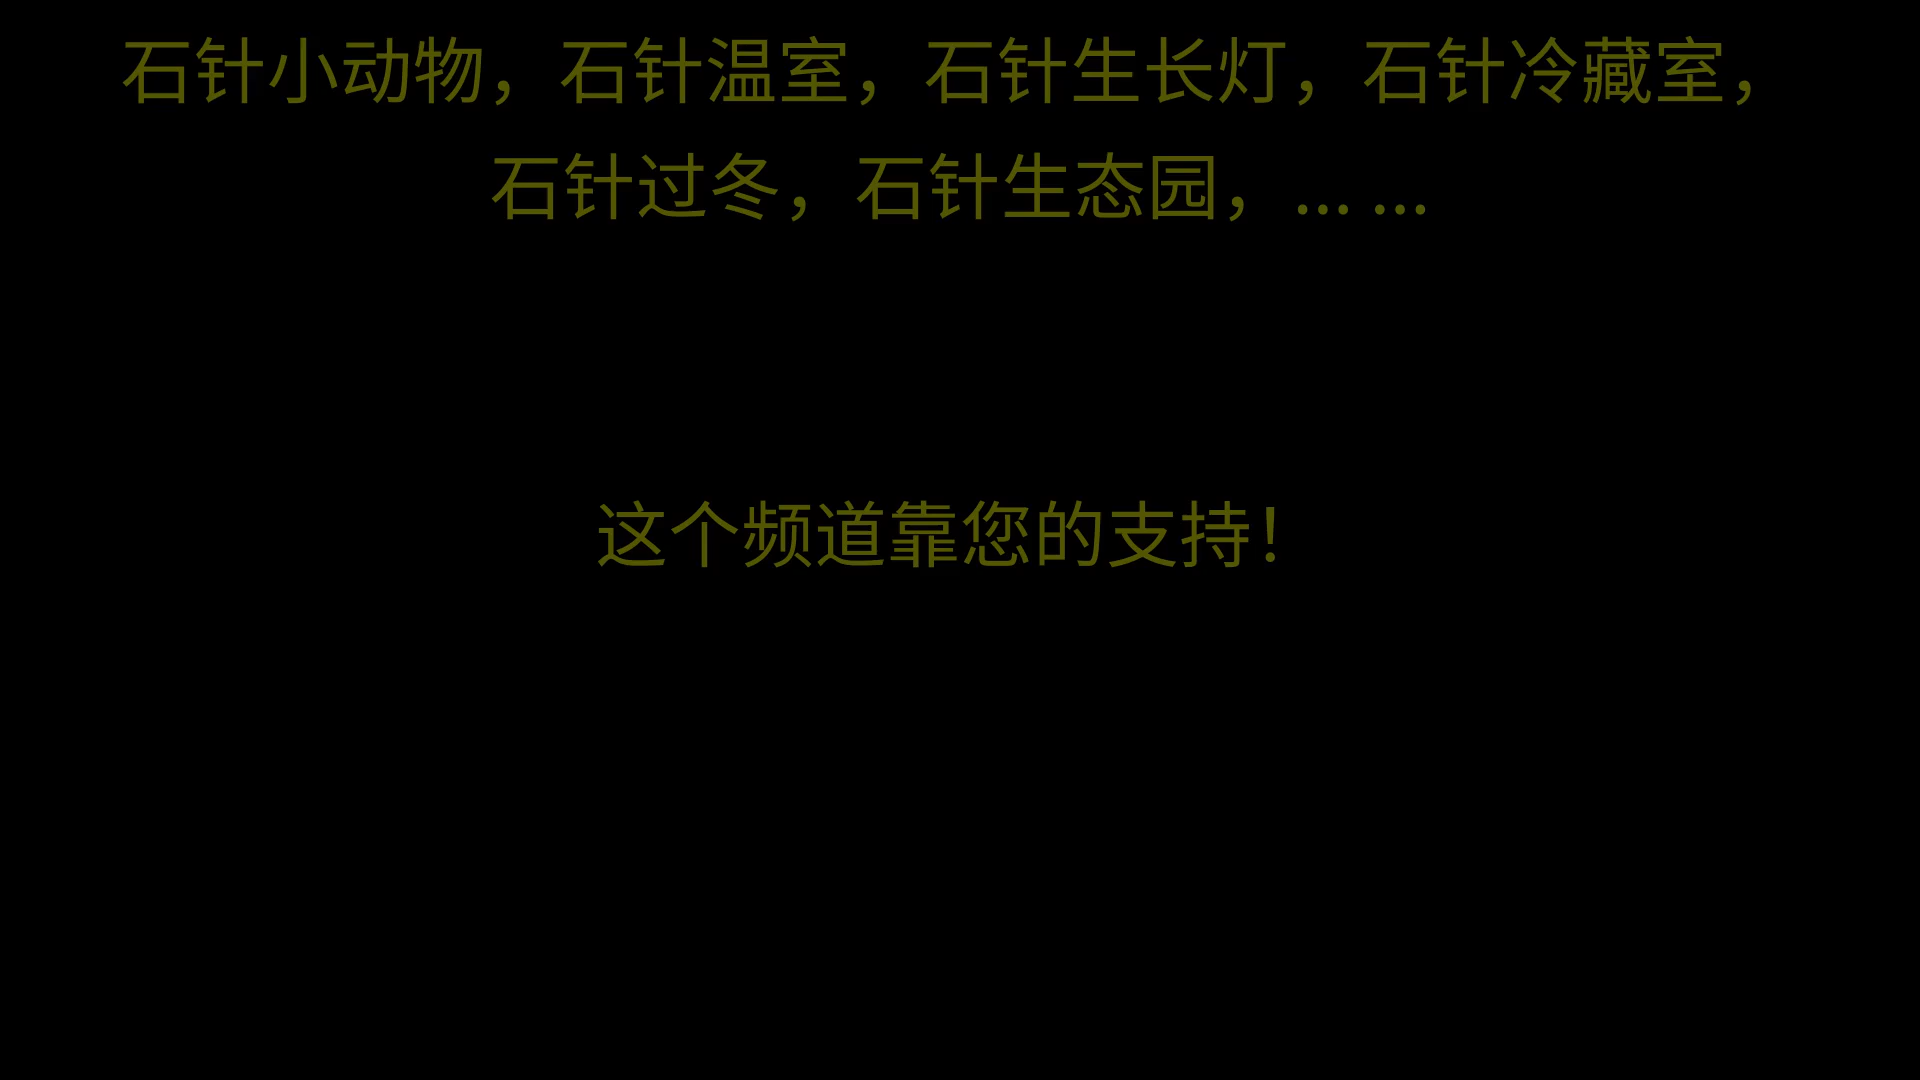 石针小动物，石针温室，石针生长灯，石针冷藏室，
石针过冬，石针生态园，... ...
这个频道靠您的支持！